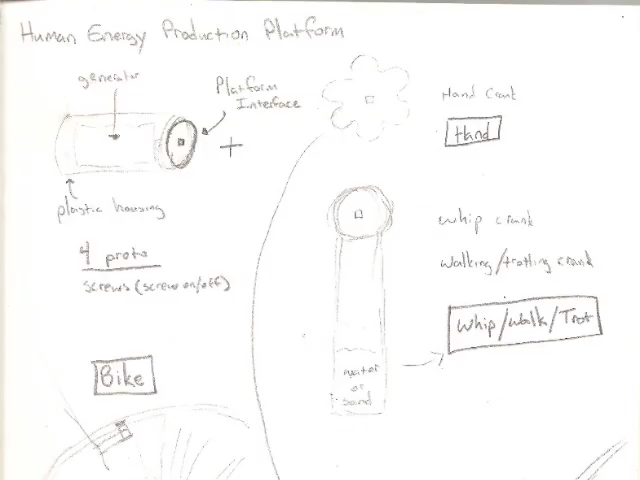 Human Energy Production Platform
generator
Platform
Interface
+
plastic housing
4 proto
screws (screw on/off)
Bike
Hand Crank
Hand
whip crank
walking/trotting crank
whip/walk/Trot
water
or
sand